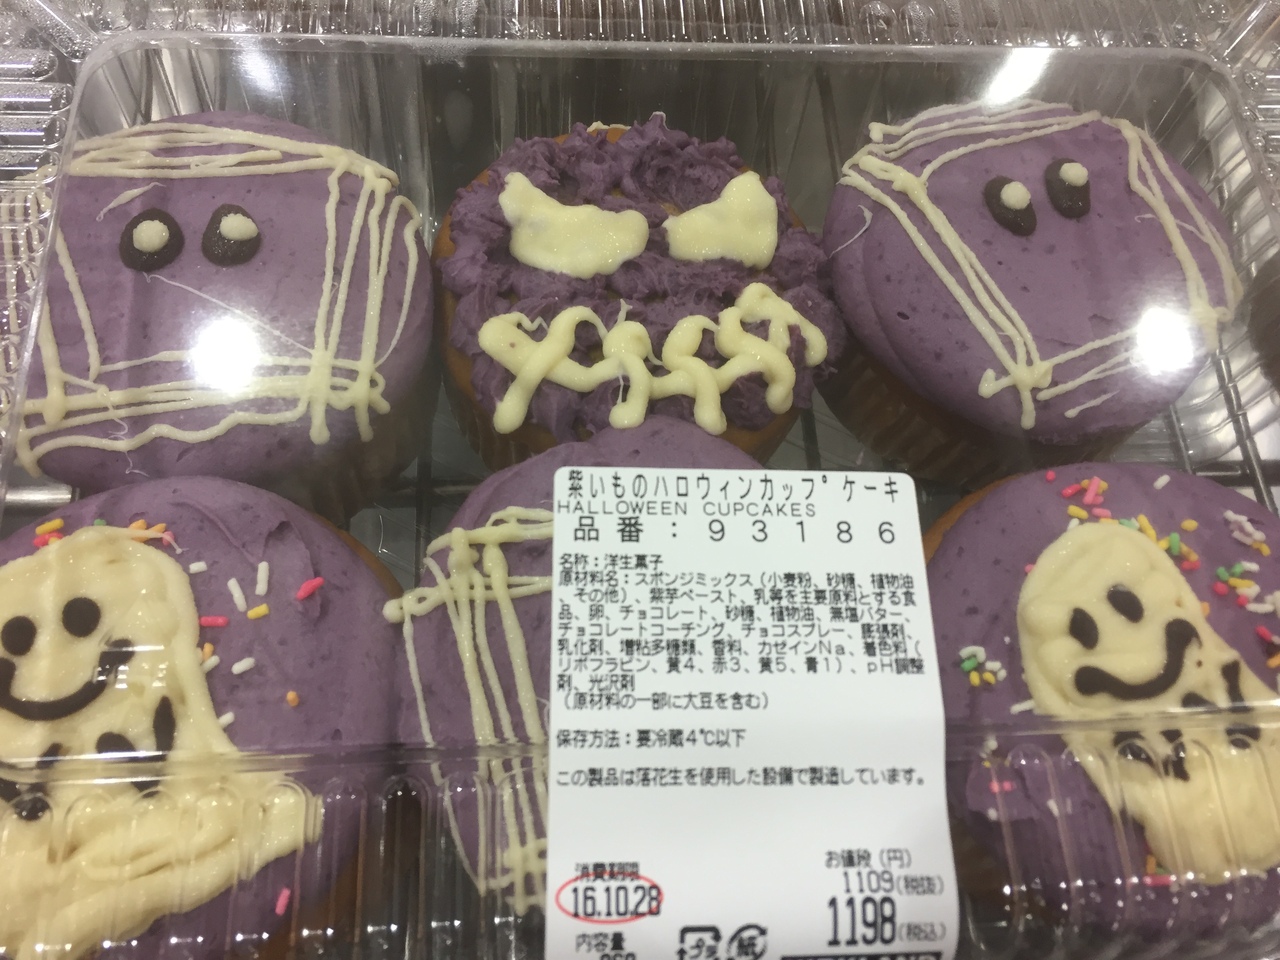 紫いものハロウィンカップケーキ
HALLOWEEN CUPCAKES
品番:93186
名称:洋生菓子
原材料名:スポンジミックス(小麦粉、砂糖、植物油
、その他)、紫芋ペースト、乳等を主要原料とする食
品、卵、チョコレート、砂糖、植物油、無塩バター、
チョコレートコーチング、チョコスプレー、膨張剤、
乳化剤、増粘多糖類、香料、カゼインNa、着色料(
リボフラビン、黄4、赤3、黄5、青1)、pH調整
剤、光沢剤
(原材料の一部に大豆を含む)
保存方法:要冷蔵4℃以下
この製品は落花生を使用した設備で製造しています。
消費期限
16.10.28
お値段(円)
1109(税抜)
1198(税込)
内容量
プラ 紙